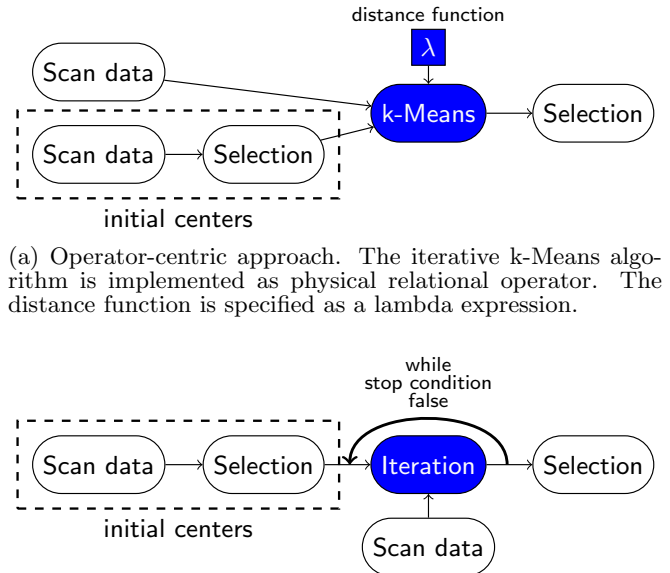 distance function
λ
Scan data
k-Means
Selection
Scan data
Selection
initial centers
(a) Operator-centric approach. The iterative k-Means algo-
rithm is implemented as physical relational operator. The
distance function is specified as a lambda expression.
while
stop condition
false
Scan data
Selection
Iteration
Selection
initial centers
Scan data